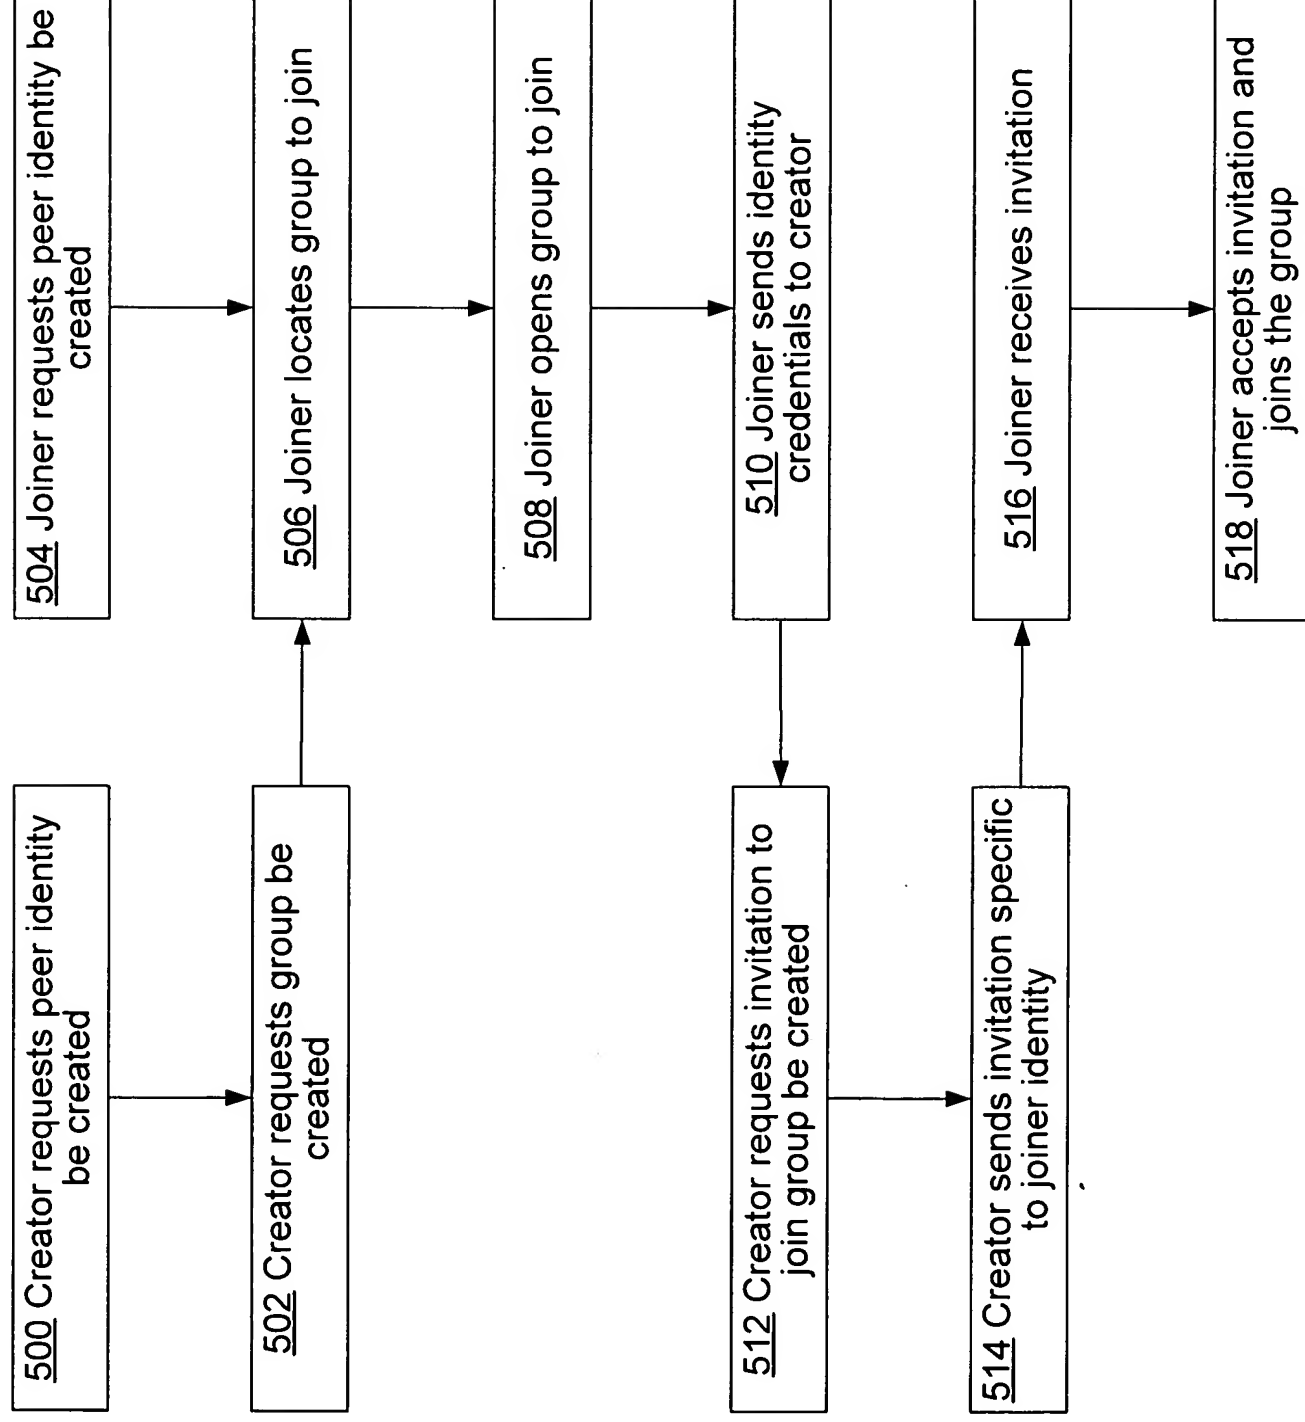 500 Creator requests peer identity
be created
502 Creator requests group be
created
504 Joiner requests peer identity be
created
506 Joiner locates group to join
508 Joiner opens group to join
510 Joiner sends identity
credentials to creator
512 Creator requests invitation to
join group be created
514 Creator sends invitation specific
to joiner identity
516 Joiner receives invitation
518 Joiner accepts invitation and
joins the group